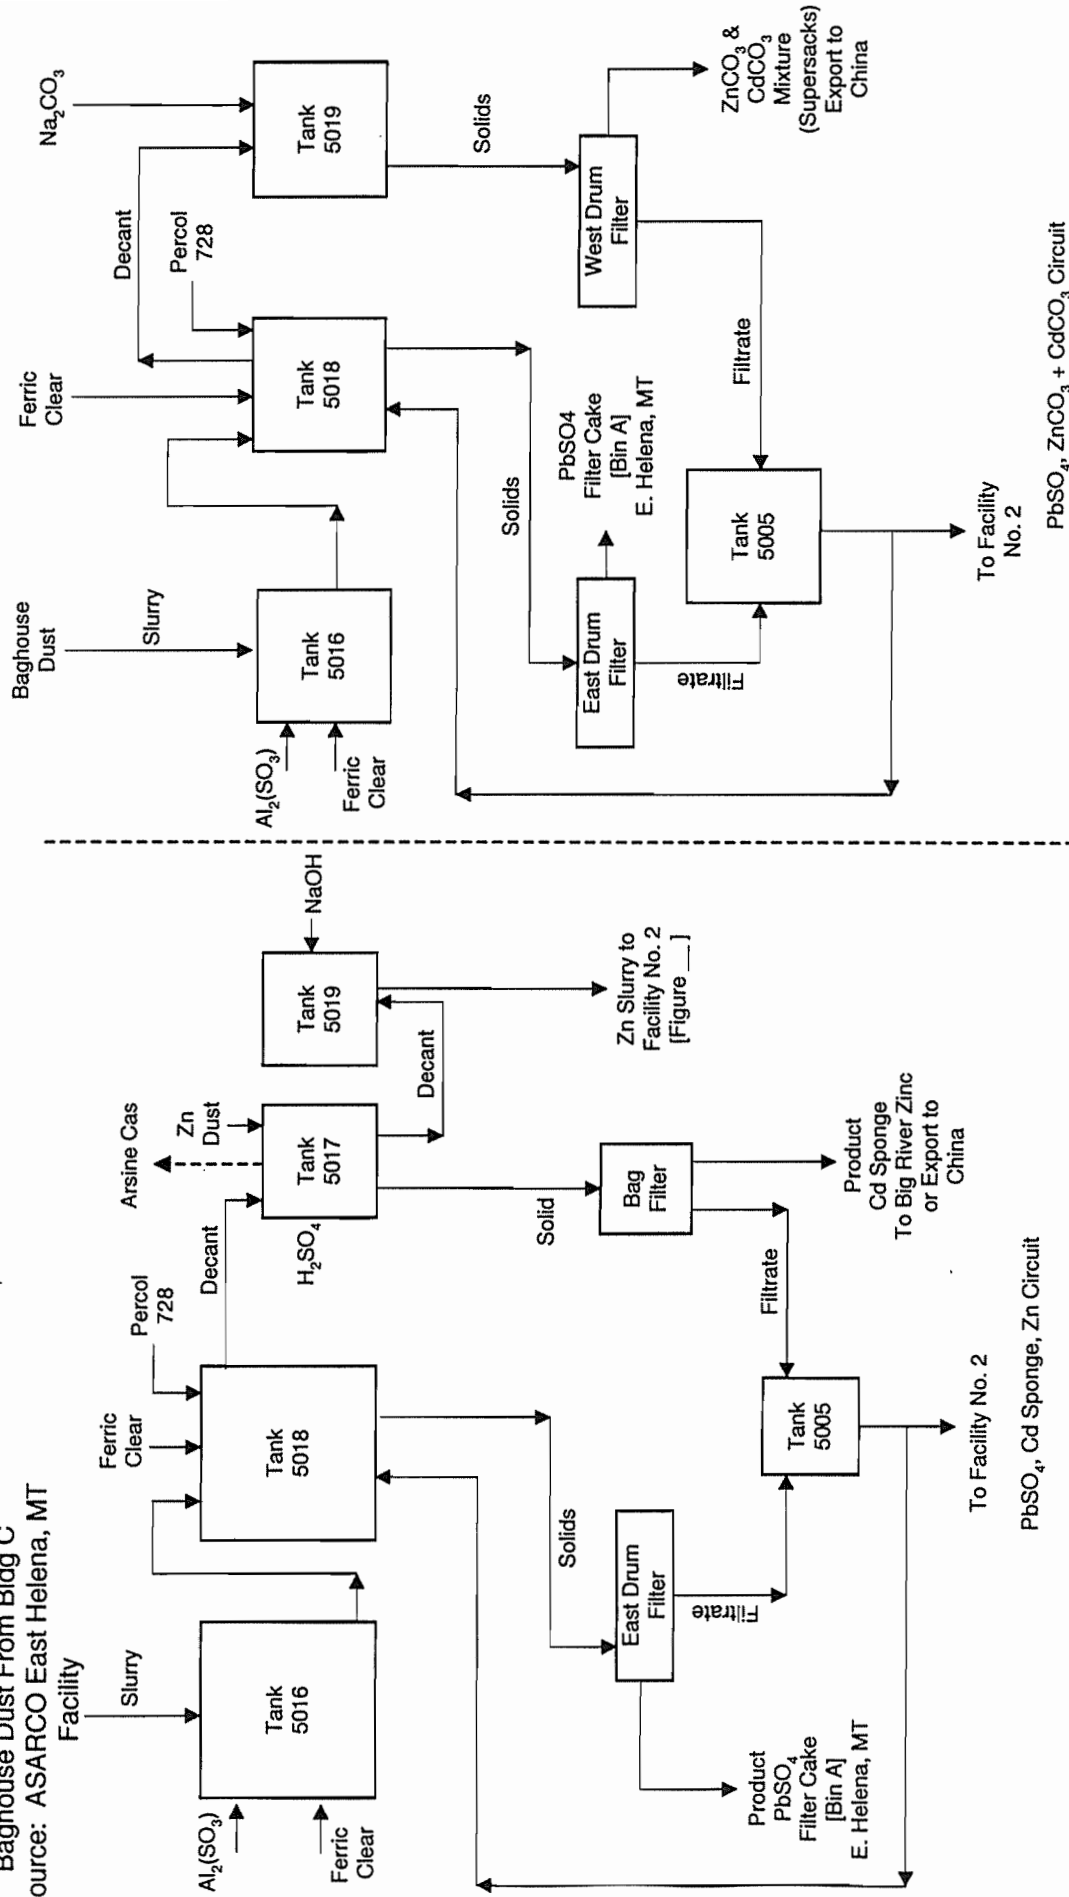 Baghouse Dust From Bldg C
ource: ASARCO East Helena, MT
Facility
Slurry
Al2(SO3)
Ferric
Clear
Tank
5016
Ferric
Clear
Percol
728
Tank
5018
Decant
Arsine Cas
Zn
Dust
Tank
5017
H2SO4
Decant
NaOH
Tank
5019
Zn Slurry to
Facility No. 2
[Figure __]
Solids
Solid
East Drum
Filter
Filtrate
Bag
Filter
Filtrate
Product
PbSO4
Filter Cake
[Bin A]
E. Helena, MT
Tank
5005
Product
Cd Sponge
To Big River Zinc
or Export to
China
To Facility No. 2
PbSO4, Cd Sponge, Zn Circuit
Baghouse
Dust
Slurry
Al2(SO3)
Ferric
Clear
Tank
5016
Ferric
Clear
Percol
728
Decant
Tank
5018
Na2CO3
Tank
5019
Solids
Solids
East Drum
Filter
Filtrate
PbSO4
Filter Cake
[Bin A]
E. Helena, MT
West Drum
Filter
Filtrate
ZnCO3 &
CdCO3
Mixture
(Supersacks)
Export to
China
Tank
5005
To Facility
No. 2
PbSO4, ZnCO3 + CdCO3 Circuit